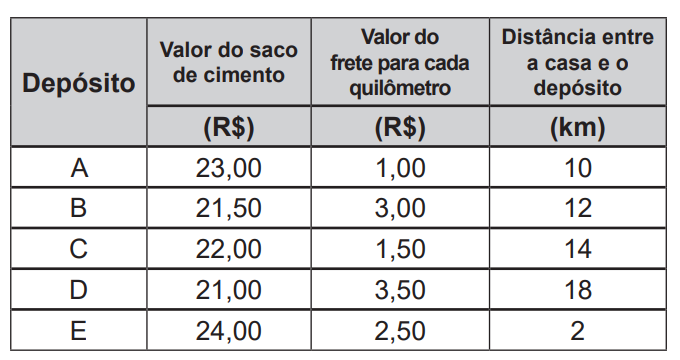 Depósito
Valor do saco
de cimento
(R$)
Valor do
frete para cada
quilômetro
(R$)
Distância entre
a casa e o
depósito
(km)
A 23,00 1,00 10
B 21,50 3,00 12
C 22,00 1,50 14
D 21,00 3,50 18
E 24,00 2,50 2